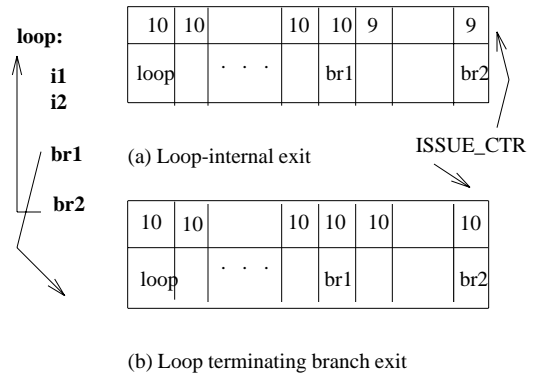 loop:
i1
i2
br1
br2
10 10 10 10 9 9
loop . . . br1 br2
(a) Loop-internal exit
ISSUE_CTR
10 10 10 10 10 10
loop . . . br1 br2
(b) Loop terminating branch exit